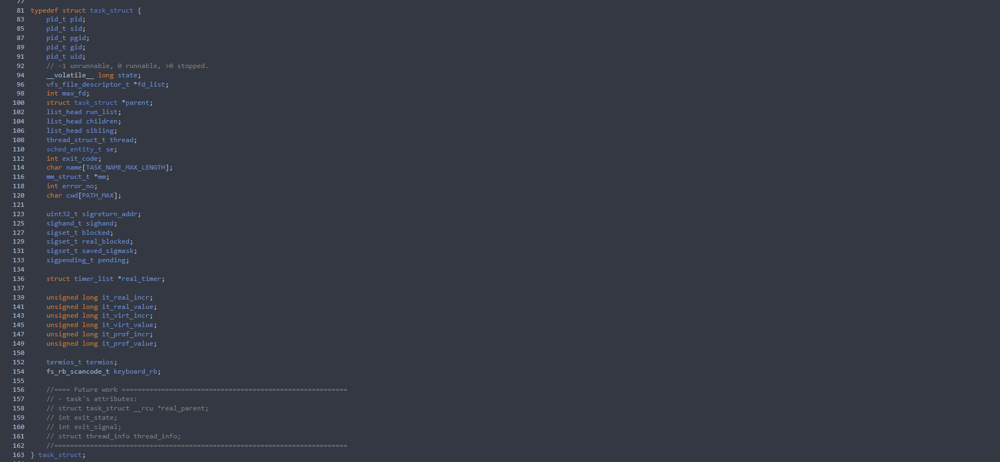 77
81 typedef struct task_struct {
83     pid_t pid;
85     pid_t sid;
87     pid_t pgid;
89     pid_t gid;
91     pid_t uid;
92     // -1 unrunnable, 0 runnable, >0 stopped.
94     __volatile__ long state;
96     vfs_file_descriptor_t *fd_list;
98     int max_fd;
100     struct task_struct *parent;
102     list_head run_list;
104     list_head children;
106     list_head sibling;
108     thread_struct_t thread;
110     sched_entity_t se;
112     int exit_code;
114     char name[TASK_NAME_MAX_LENGTH];
116     mm_struct_t *mm;
118     int error_no;
120     char cwd[PATH_MAX];
121
123     uint32_t sigreturn_addr;
125     sighand_t sighand;
127     sigset_t blocked;
129     sigset_t real_blocked;
131     sigset_t saved_sigmask;
133     sigpending_t pending;
134
136     struct timer_list *real_timer;
137
139     unsigned long it_real_incr;
141     unsigned long it_real_value;
143     unsigned long it_virt_incr;
145     unsigned long it_virt_value;
147     unsigned long it_prof_incr;
149     unsigned long it_prof_value;
150
152     termios_t termios;
154     fs_rb_scancode_t keyboard_rb;
155
156     //==== Future work =========================================================
157     // - task's attributes:
158     // struct task_struct __rcu *real_parent;
159     // int exit_state;
160     // int exit_signal;
161     // struct thread_info thread_info;
162     //==========================================================================
163 } task_struct;